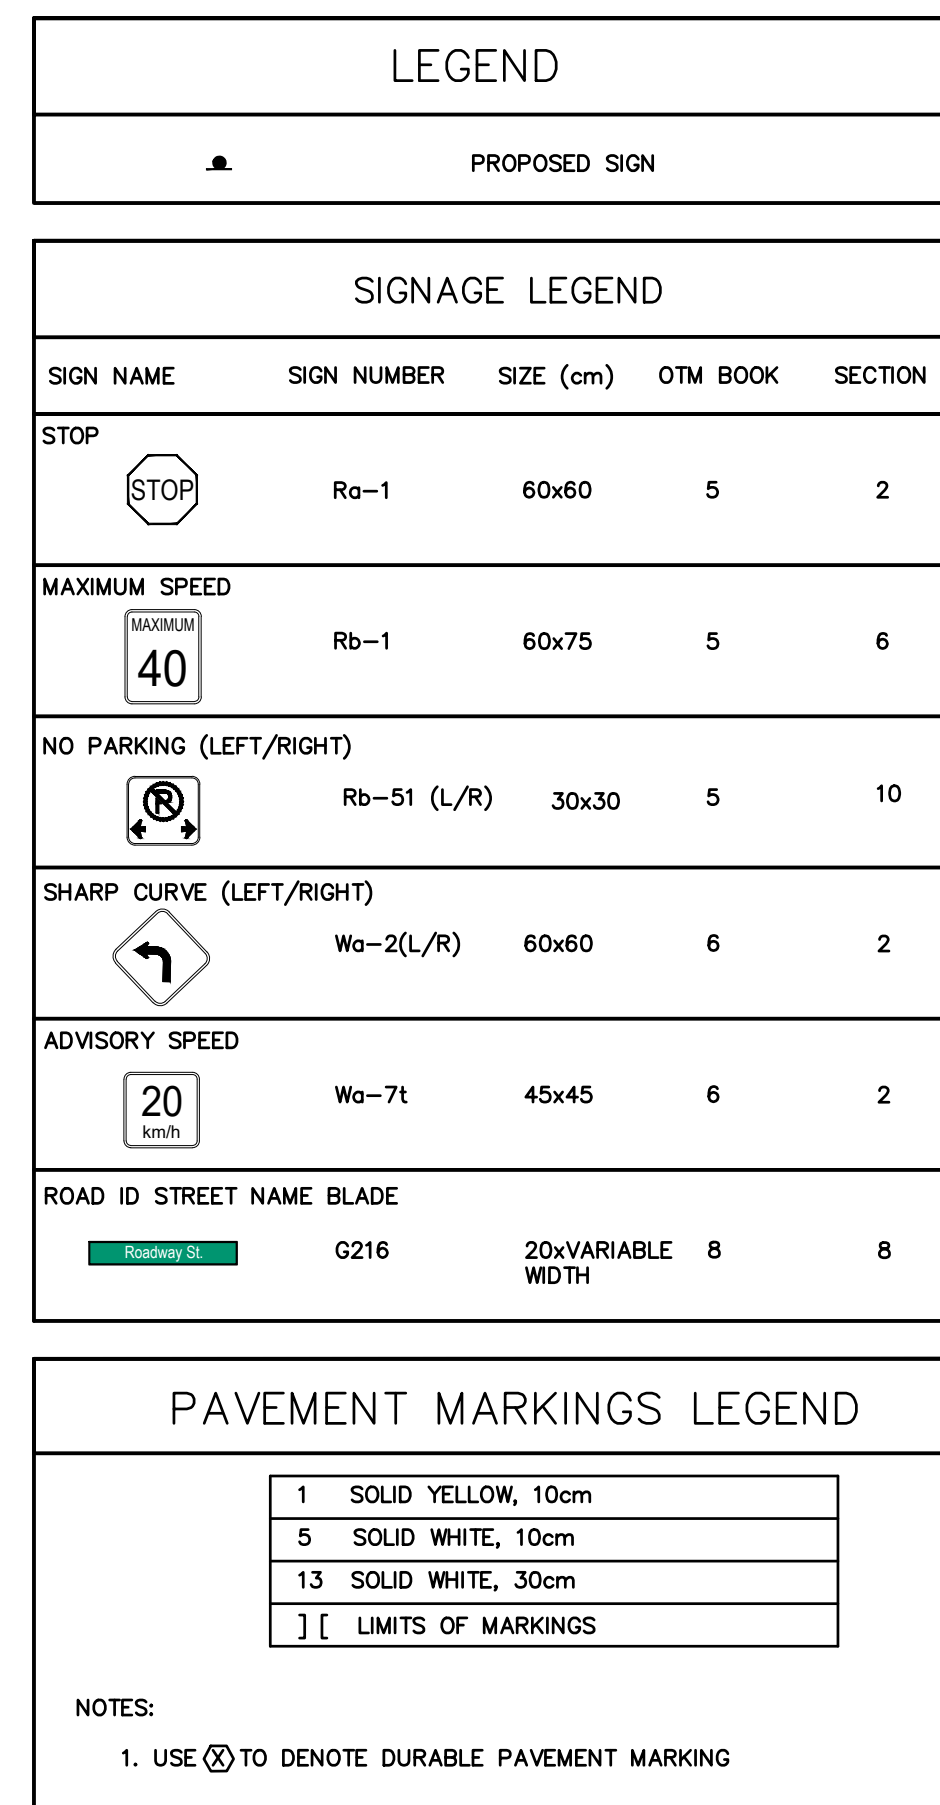 LEGEND
PROPOSED SIGN
SIGNAGE LEGEND
SIGN NAME SIGN NUMBER SIZE (cm) OTM BOOK SECTION
STOP
STOP Ra-1 60x60 5 2
MAXIMUM SPEED
MAXIMUM
40 Rb-1 60x75 5 6
NO PARKING (LEFT/RIGHT)
P Rb-51 (L/R) 30x30 5 10
SHARP CURVE (LEFT/RIGHT)
Wa-2(L/R) 60x60 6 2
ADVISORY SPEED
20 Wa-7t 45x45 6 2
km/h
ROAD ID STREET NAME BLADE
Roadway St. G216 20xVARIABLE 8 8
WIDTH
PAVEMENT MARKINGS LEGEND
1 SOLID YELLOW, 10cm
5 SOLID WHITE, 10cm
13 SOLID WHITE, 30cm
] [ LIMITS OF MARKINGS
NOTES:
1. USE X TO DENOTE DURABLE PAVEMENT MARKING